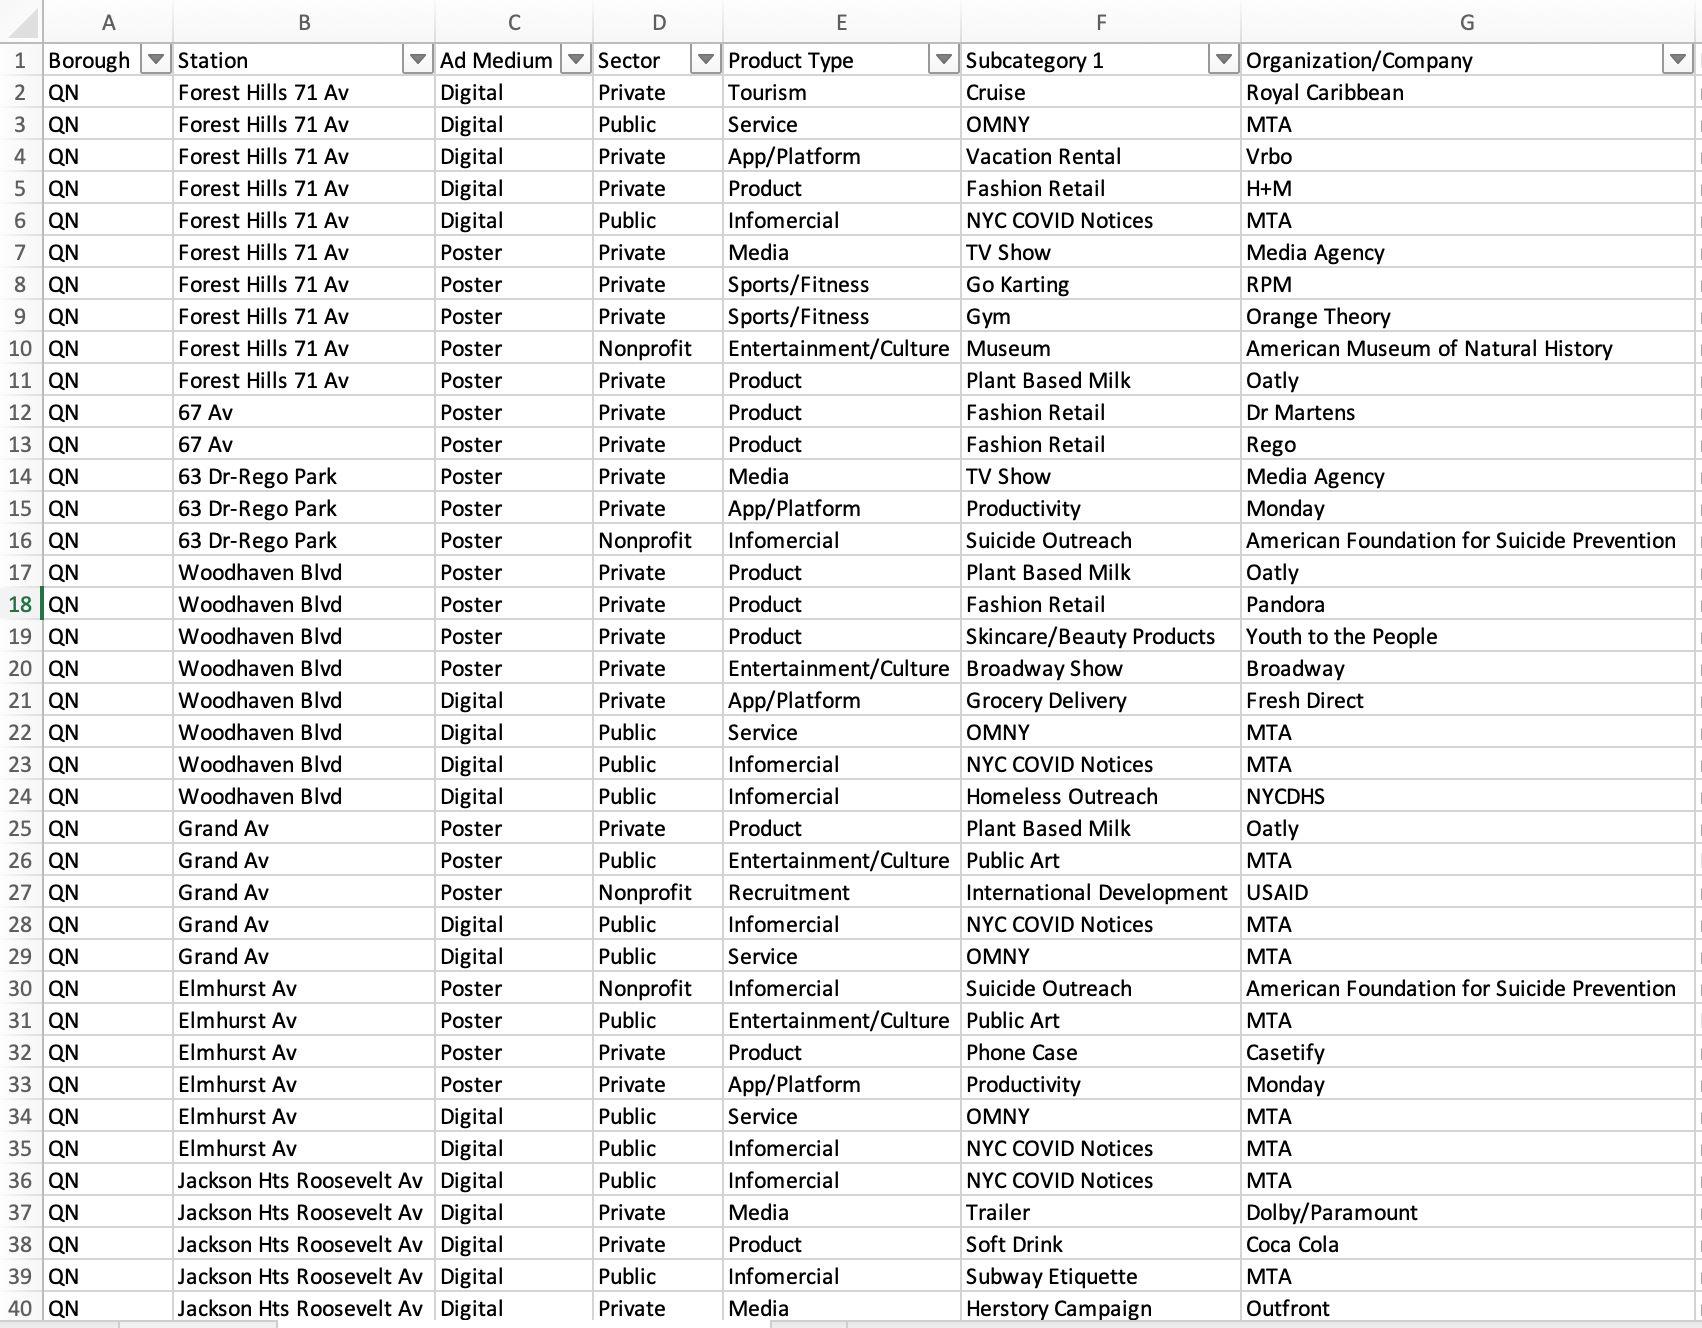 A B C D E F G
1 Borough Station Ad Medium Sector Product Type Subcategory 1 Organization/Company
2 QN Forest Hills 71 Av Digital Private Tourism Cruise Royal Caribbean
3 QN Forest Hills 71 Av Digital Public Service OMNY MTA
4 QN Forest Hills 71 Av Digital Private App/Platform Vacation Rental Vrbo
5 QN Forest Hills 71 Av Digital Private Product Fashion Retail H+M
6 QN Forest Hills 71 Av Digital Public Infomercial NYC COVID Notices MTA
7 QN Forest Hills 71 Av Poster Private Media TV Show Media Agency
8 QN Forest Hills 71 Av Poster Private Sports/Fitness Go Karting RPM
9 QN Forest Hills 71 Av Poster Private Sports/Fitness Gym Orange Theory
10 QN Forest Hills 71 Av Poster Nonprofit Entertainment/Culture Museum American Museum of Natural History
11 QN Forest Hills 71 Av Poster Private Product Plant Based Milk Oatly
12 QN 67 Av Poster Private Product Fashion Retail Dr Martens
13 QN 67 Av Poster Private Product Fashion Retail Rego
14 QN 63 Dr-Rego Park Poster Private Media TV Show Media Agency
15 QN 63 Dr-Rego Park Poster Private App/Platform Productivity Monday
16 QN 63 Dr-Rego Park Poster Nonprofit Infomercial Suicide Outreach American Foundation for Suicide Prevention
17 QN Woodhaven Blvd Poster Private Product Plant Based Milk Oatly
18 QN Woodhaven Blvd Poster Private Product Fashion Retail Pandora
19 QN Woodhaven Blvd Poster Private Product Skincare/Beauty Products Youth to the People
20 QN Woodhaven Blvd Poster Private Entertainment/Culture Broadway Show Broadway
21 QN Woodhaven Blvd Digital Private App/Platform Grocery Delivery Fresh Direct
22 QN Woodhaven Blvd Digital Public Service OMNY MTA
23 QN Woodhaven Blvd Digital Public Infomercial NYC COVID Notices MTA
24 QN Woodhaven Blvd Digital Public Infomercial Homeless Outreach NYCDHS
25 QN Grand Av Poster Private Product Plant Based Milk Oatly
26 QN Grand Av Poster Public Entertainment/Culture Public Art MTA
27 QN Grand Av Poster Nonprofit Recruitment International Development USAID
28 QN Grand Av Digital Public Infomercial NYC COVID Notices MTA
29 QN Grand Av Digital Public Service OMNY MTA
30 QN Elmhurst Av Poster Nonprofit Infomercial Suicide Outreach American Foundation for Suicide Prevention
31 QN Elmhurst Av Poster Public Entertainment/Culture Public Art MTA
32 QN Elmhurst Av Poster Private Product Phone Case Casetify
33 QN Elmhurst Av Poster Private App/Platform Productivity Monday
34 QN Elmhurst Av Digital Public Service OMNY MTA
35 QN Elmhurst Av Digital Public Infomercial NYC COVID Notices MTA
36 QN Jackson Hts Roosevelt Av Digital Public Infomercial NYC COVID Notices MTA
37 QN Jackson Hts Roosevelt Av Digital Private Media Trailer Dolby/Paramount
38 QN Jackson Hts Roosevelt Av Digital Private Product Soft Drink Coca Cola
39 QN Jackson Hts Roosevelt Av Digital Public Infomercial Subway Etiquette MTA
40 QN Jackson Hts Roosevelt Av Digital Private Media Herstory Campaign Outfront